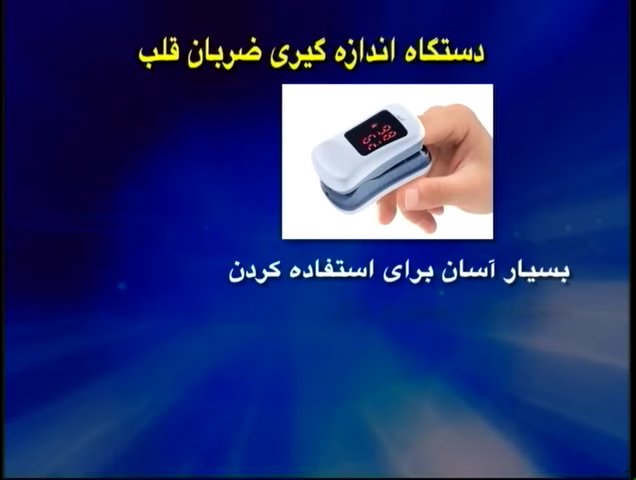 دستگاه اندازه گیری ضربان قلب
بسیار آسان برای استفاده کردن